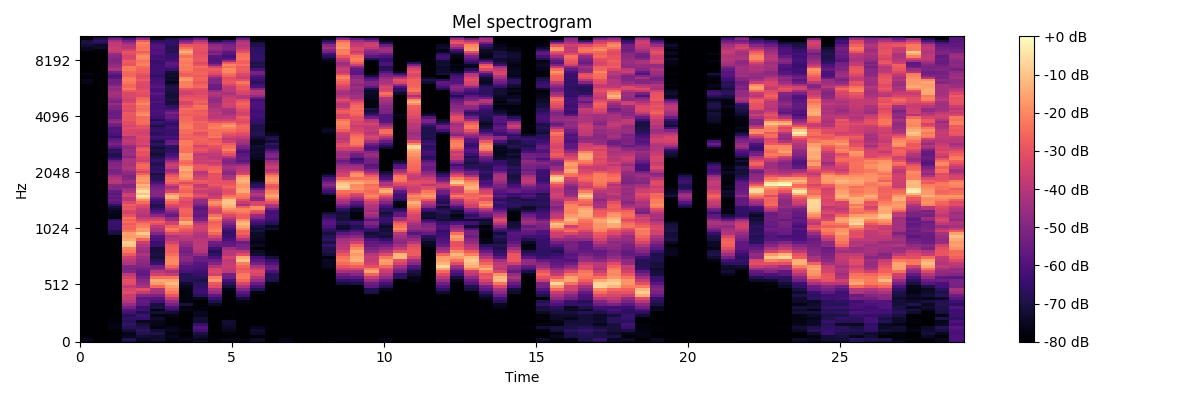 Mel spectrogram
8192
4096
2048
1024
512
0
Hz
0 5 10 15 20 25
Time
+0 dB
-10 dB
-20 dB
-30 dB
-40 dB
-50 dB
-60 dB
-70 dB
-80 dB